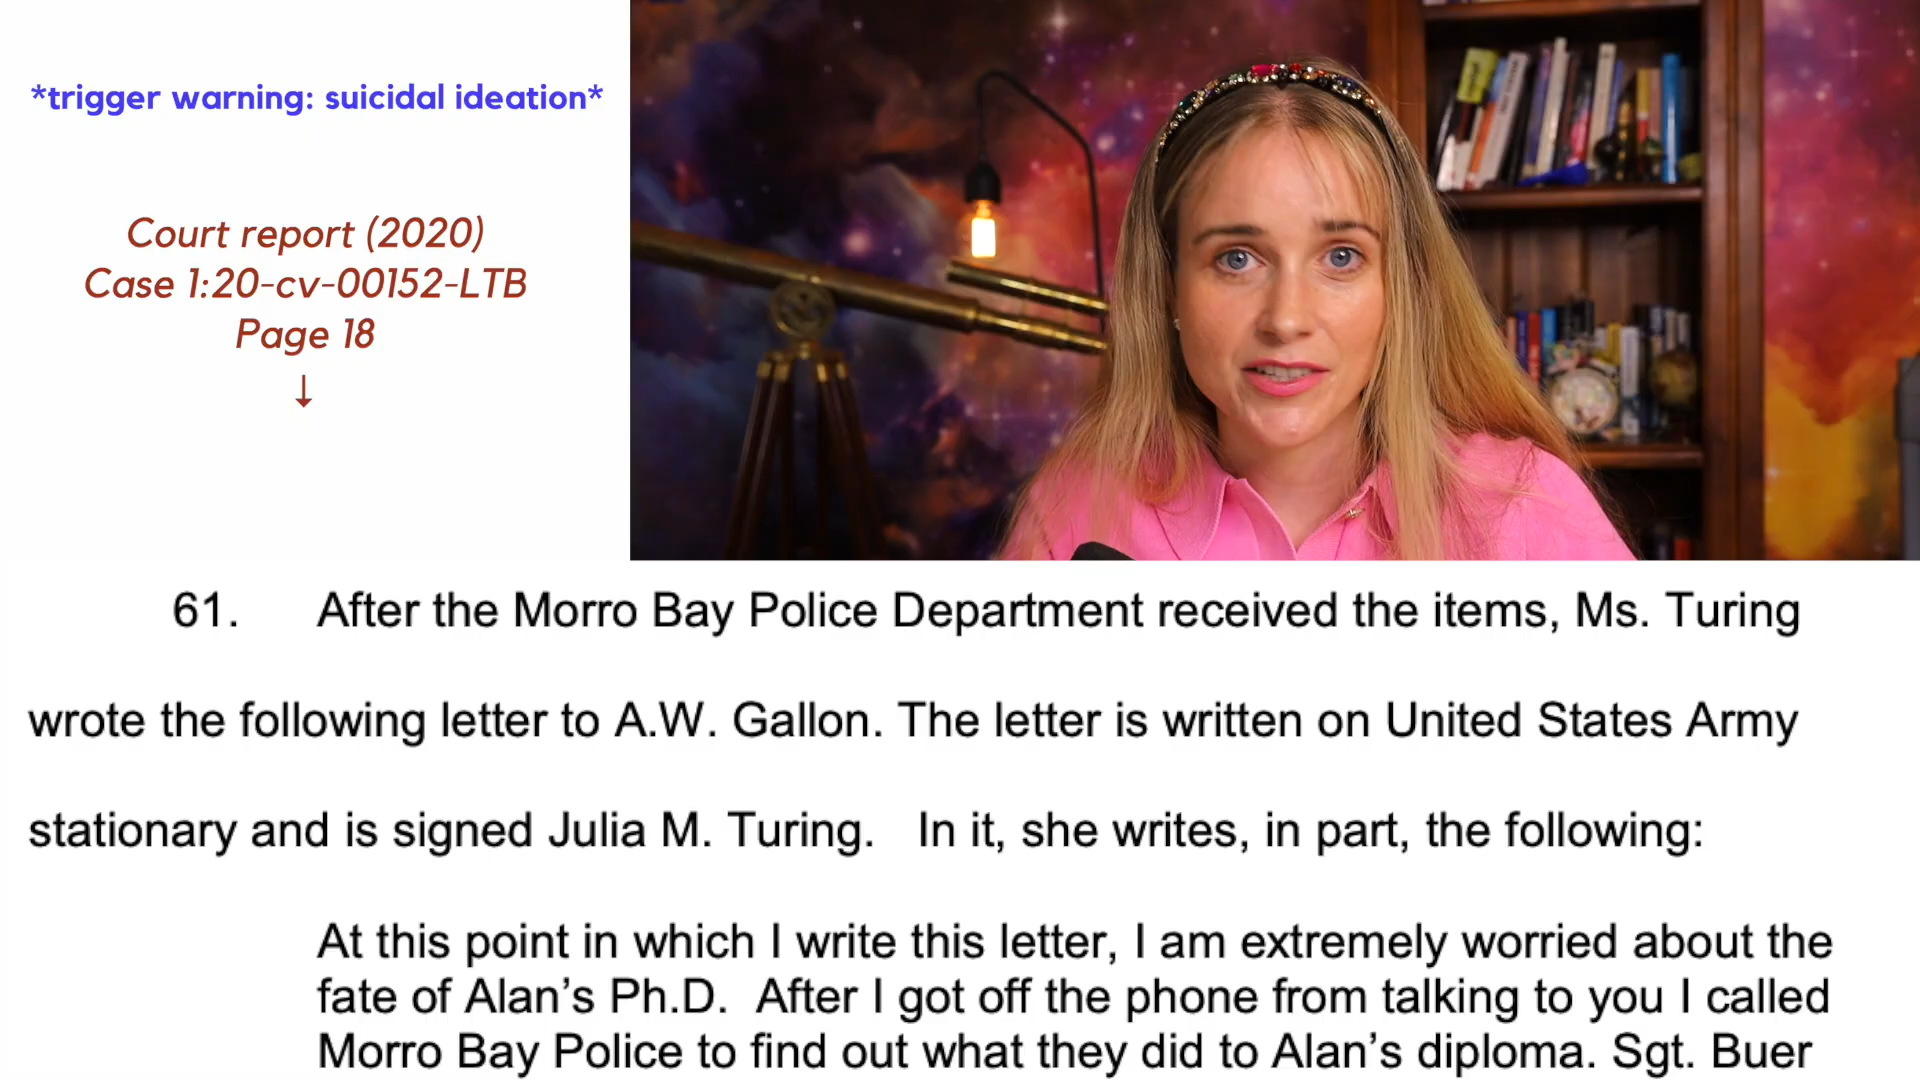 *trigger warning: suicidal ideation*
Court report (2020)
Case 1:20-cv-00152-LTB
Page 18
↓
61. After the Morro Bay Police Department received the items, Ms. Turing
wrote the following letter to A.W. Gallon. The letter is written on United States Army
stationary and is signed Julia M. Turing. In it, she writes, in part, the following:
At this point in which I write this letter, I am extremely worried about the
fate of Alan's Ph.D. After I got off the phone from talking to you I called
Morro Bay Police to find out what they did to Alan's diploma. Sgt. Buer